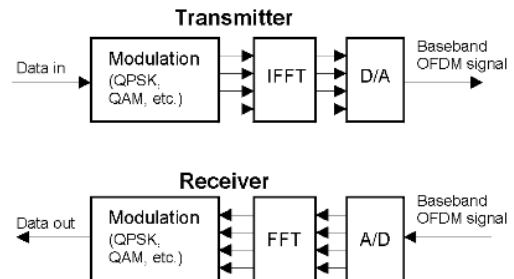 Transmitter
Data in
Modulation
(QPSK,
QAM, etc.)
IFFT
D/A
Baseband
OFDM signal
Receiver
Data out
Modulation
(QPSK,
QAM, etc.)
FFT
A/D
Baseband
OFDM signal